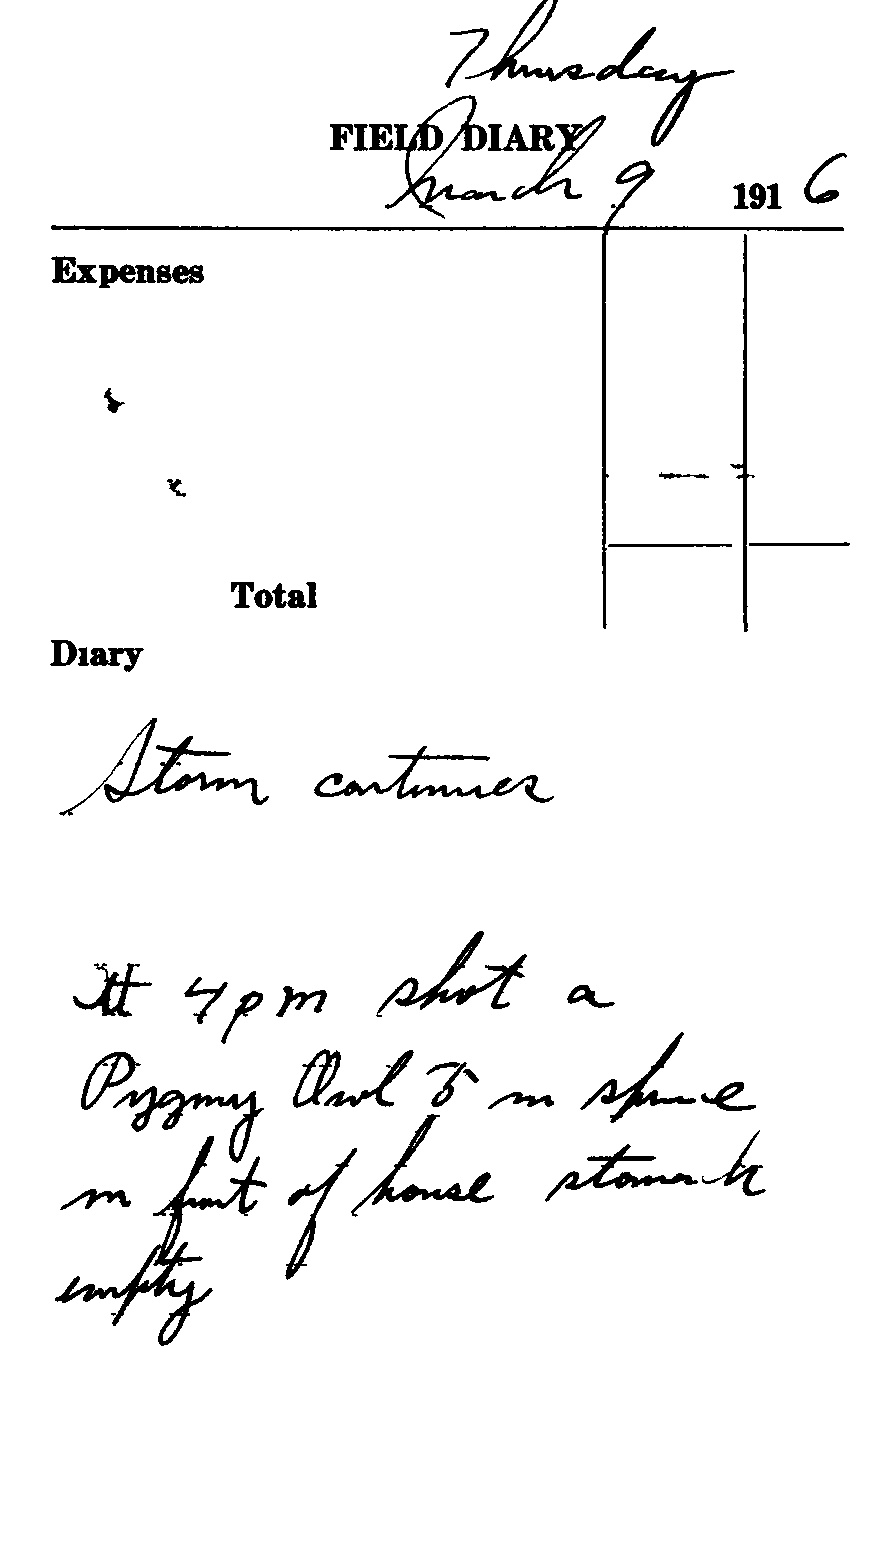 Thursday
FIELD DIARY
March 9 1916
Expenses
Total
Diary
Storm continues
At 4 pm shot a
Pygmy Owl ♂ in spruce
in front of house stomach
empty